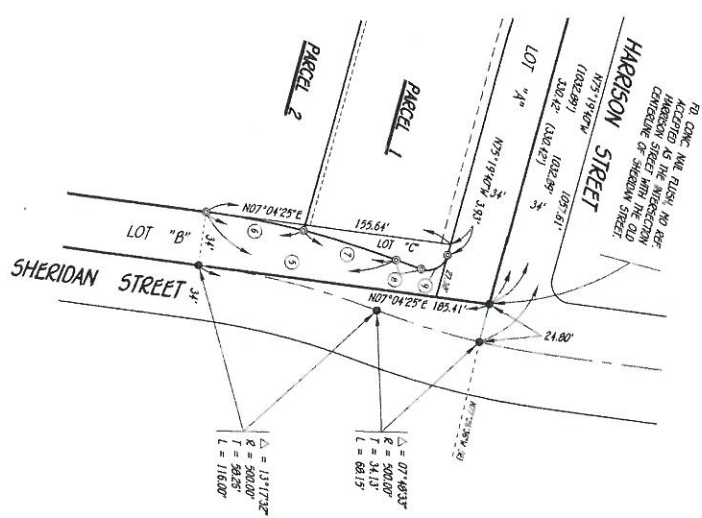 FD. CONC. NAIL FLUSH, NO REF.
ACCEPTED AS THE INTERSECTION
HARRISON STREET WITH THE OLD
CENTERLINE OF SHERIDAN STREET
HARRISON STREET
N75°19'40"W 1032.89' (1057.61'
(1032.89')
330.42' (330.42')
34'
LOT "A"
N75°19'40"W 3.93'
34'
PARCEL 1
PARCEL 2
N07°04'25"E 155.64'
LOT "B"
LOT "C"
34'
6
7
8
9
5
27.38'
SHERIDAN STREET
34'
N07°04'25"E 185.41'
24.80'
Δ = 13°17'32"
R = 500.00'
T = 58.25'
L = 116.00'
Δ = 07°48'33"
R = 500.00'
T = 34.13'
L = 68.15'